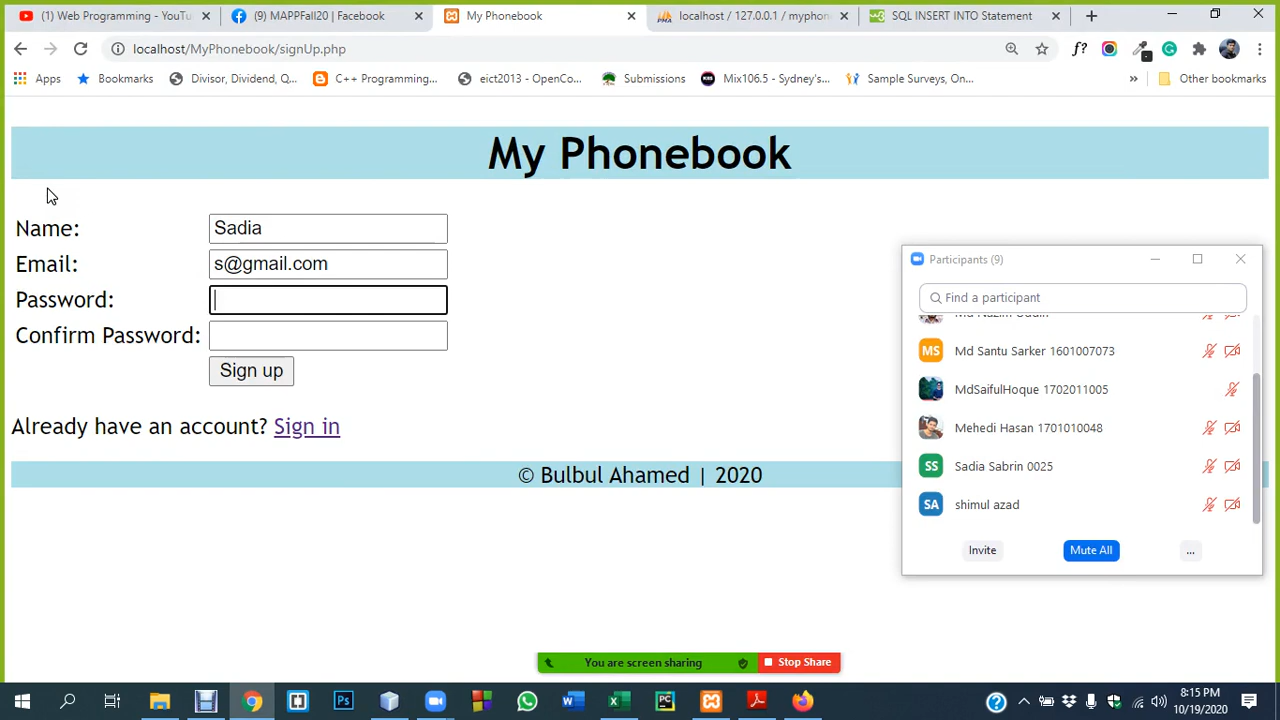 (1) Web Programming - YouTu
(9) MAPPFall20 | Facebook
My Phonebook
localhost / 127.0.0.1 / myphon
SQL INSERT INTO Statement
localhost/MyPhonebook/signUp.php
f?
Apps
Bookmarks
Divisor, Dividend, Q...
C++ Programming...
eict2013 - OpenCo...
Submissions
Mix106.5 - Sydney's...
Sample Surveys, On...
»
Other bookmarks
My Phonebook
Name:
Sadia
Email:
s@gmail.com
Password:
Confirm Password:
Sign up
Already have an account? Sign in
© Bulbul Ahamed | 2020
Participants (9)
Find a participant
MS
Md Santu Sarker 1601007073
MdSaifulHoque 1702011005
Mehedi Hasan 1701010048
SS
Sadia Sabrin 0025
SA
shimul azad
Invite
Mute All
...
You are screen sharing
Stop Share
8:15 PM
10/19/2020